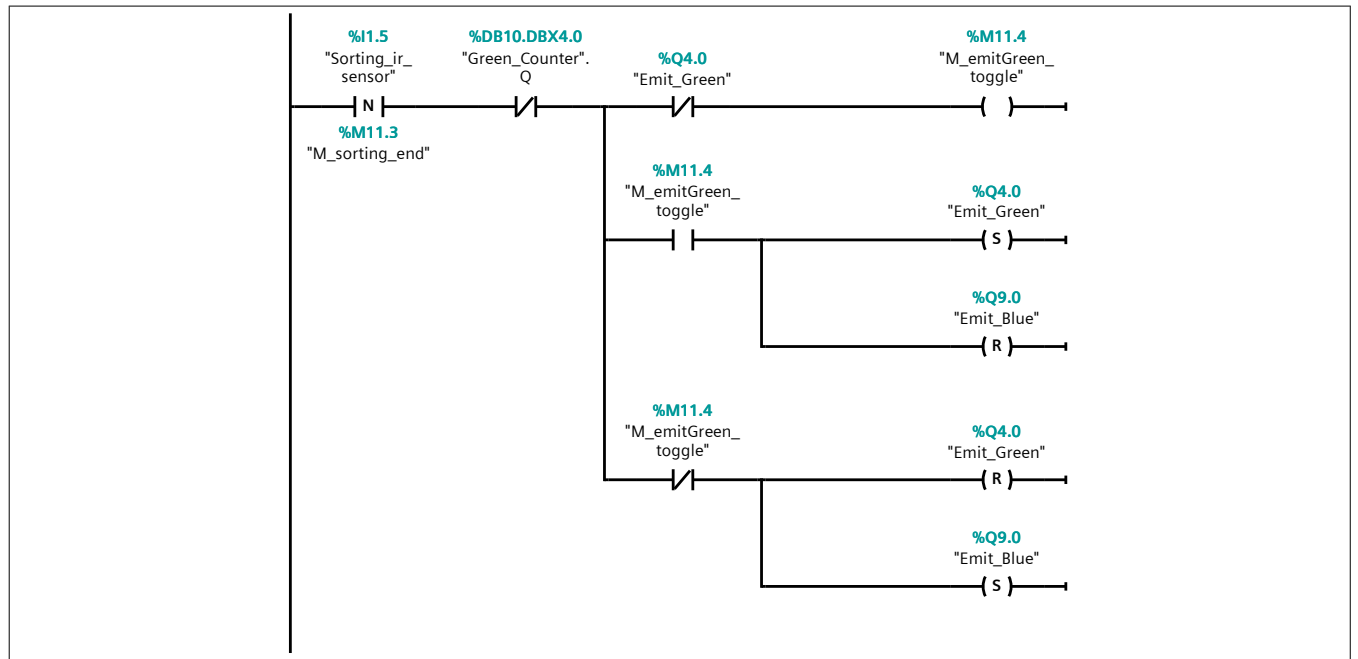 %I1.5
"Sorting_ir_
sensor"
N
%M11.3
"M_sorting_end"
%DB10.DBX4.0
"Green_Counter".
Q
%Q4.0
"Emit_Green"
%M11.4
"M_emitGreen_
toggle"
%M11.4
"M_emitGreen_
toggle"
%Q4.0
"Emit_Green"
S
%Q9.0
"Emit_Blue"
R
%M11.4
"M_emitGreen_
toggle"
%Q4.0
"Emit_Green"
R
%Q9.0
"Emit_Blue"
S